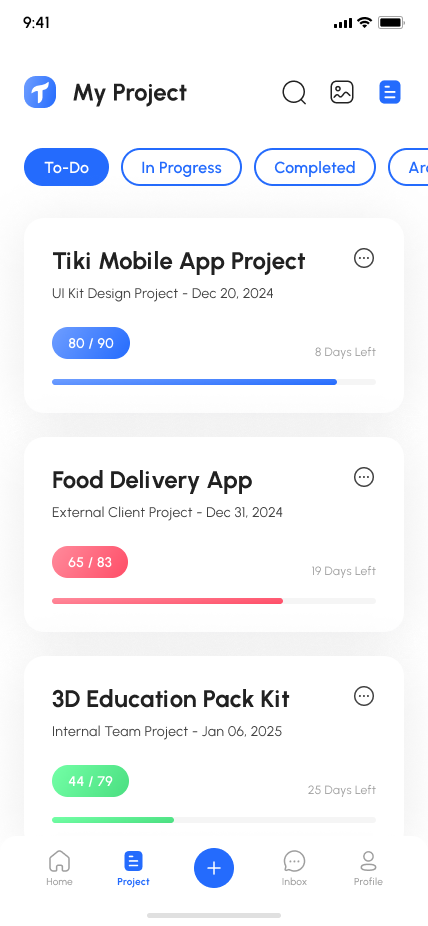 9:41
My Project
To-Do
In Progress
Completed
Tiki Mobile App Project
UI Kit Design Project - Dec 20, 2024
80 / 90
8 Days Left
Food Delivery App
External Client Project - Dec 31, 2024
65 / 83
19 Days Left
3D Education Pack Kit
Internal Team Project - Jan 06, 2025
44 / 79
25 Days Left
Home
Project
Inbox
Profile